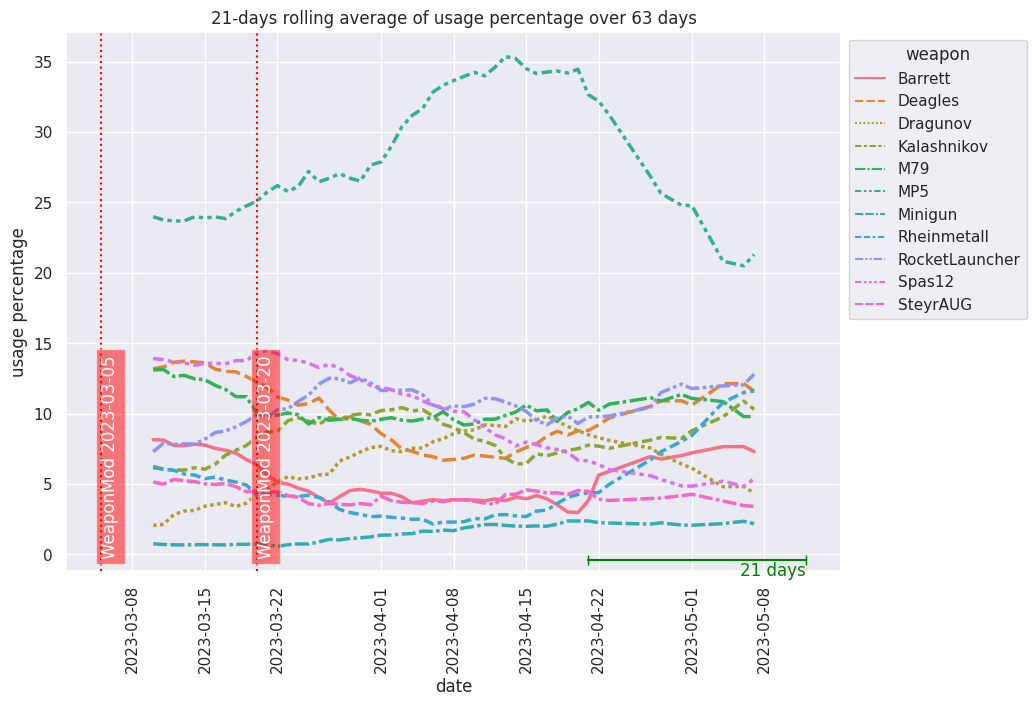 21-days rolling average of usage percentage over 63 days
usage percentage
35
30
25
20
15
10
5
0
WeaponMod 2023-03-05
WeaponMod 2023-03-20
21 days
2023-03-08
2023-03-15
2023-03-22
2023-04-01
2023-04-08
2023-04-15
2023-04-22
2023-05-01
2023-05-08
date
weapon
Barrett
Deagles
Dragunov
Kalashnikov
M79
MP5
Minigun
Rheinmetall
RocketLauncher
Spas12
SteyrAUG